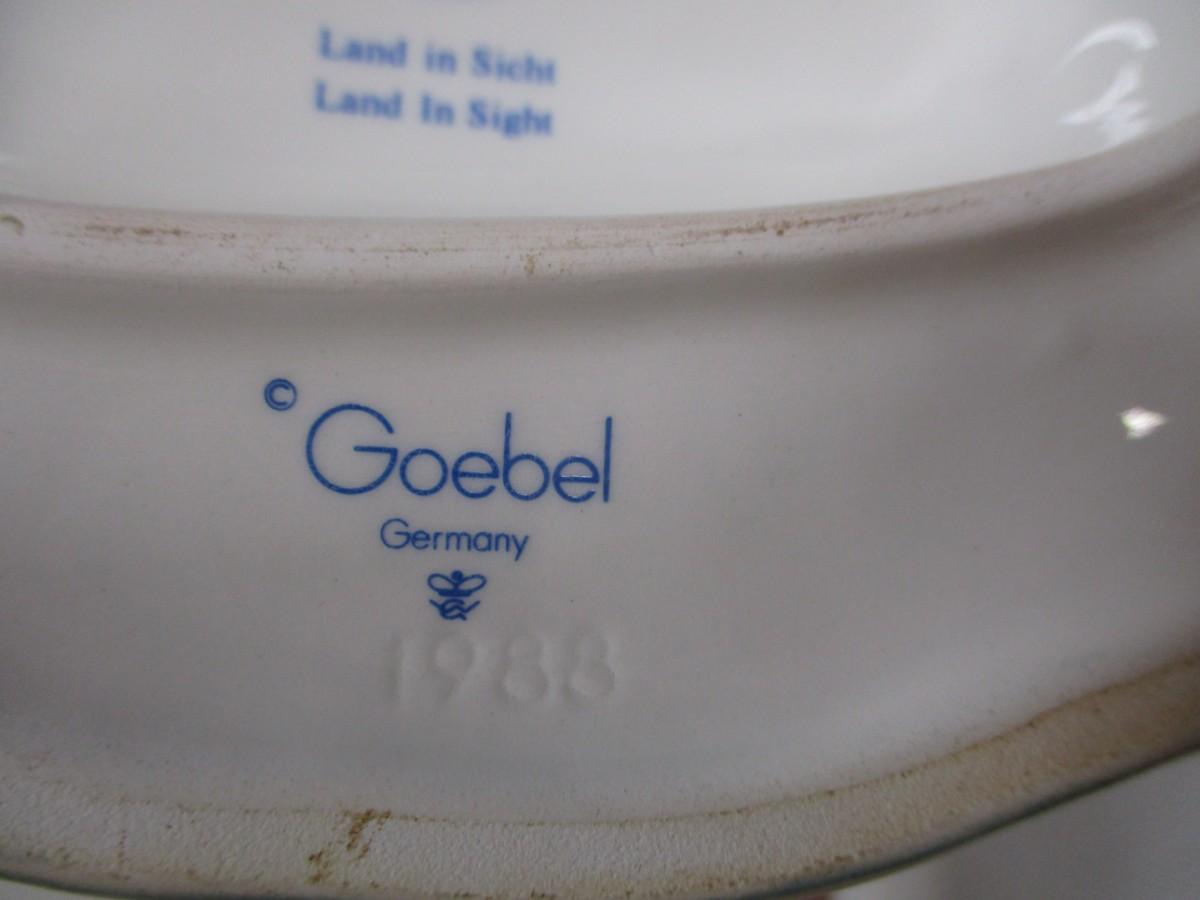 Land in Sicht
Land In Sight
© Goebel
Germany
1988